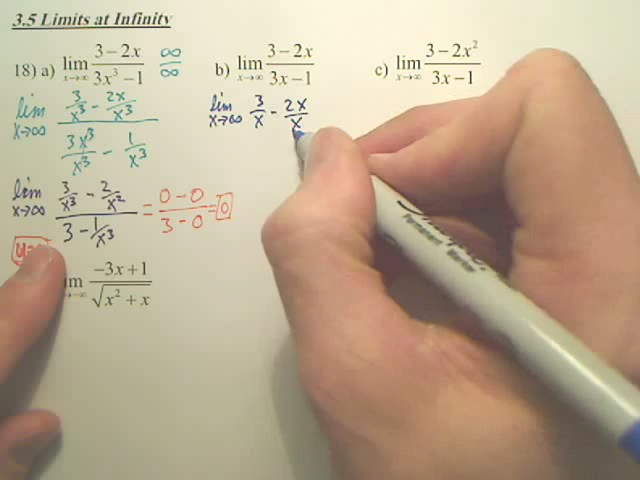 3.5 Limits at Infinity
18) a) lim x→∞ (3 − 2x)/(3x³ − 1) ∞/∞ b) lim x→∞ (3 − 2x)/(3x − 1) c) lim x→∞ (3 − 2x²)/(3x − 1)
lim x→∞ (3/x³ − 2x/x³)/(3x³/x³ − 1/x³) lim x→∞ 3/x − 2x/x
lim x→∞ (3/x³ − 2/x²)/(3 − 1/x³) = (0 − 0)/(3 − 0) = 0
lim (−3x + 1)/√(x² + x)
Permanent Marker